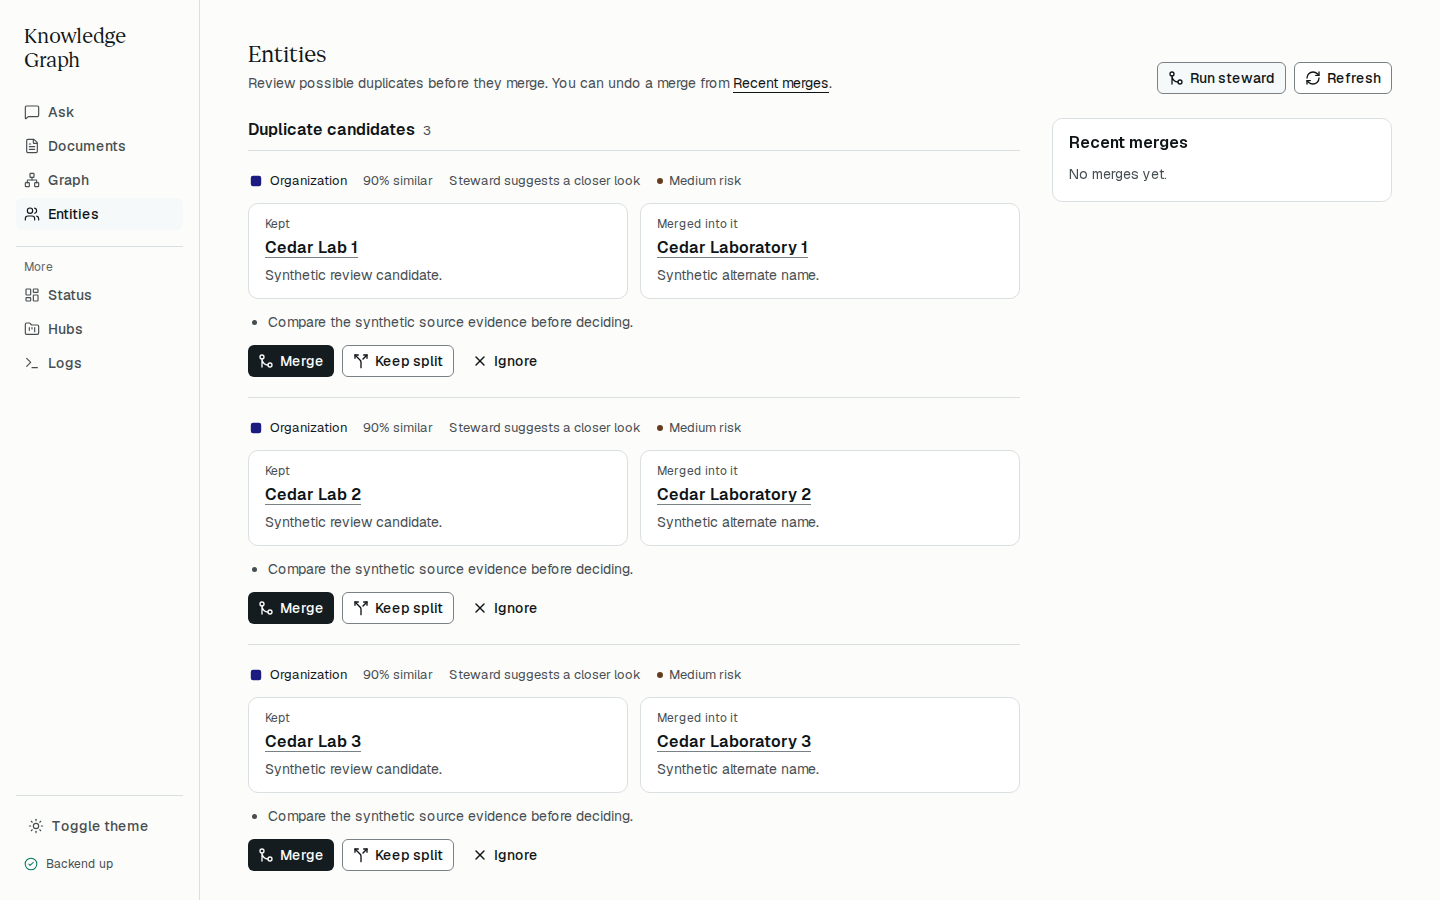 Knowledge
Graph
Ask
Documents
Graph
Entities
More
Status
Hubs
Logs
Toggle theme
Backend up
Entities
Review possible duplicates before they merge. You can undo a merge from Recent merges.
Run steward
Refresh
Duplicate candidates 3
Organization 90% similar Steward suggests a closer look Medium risk
Kept
Cedar Lab 1
Synthetic review candidate.
Merged into it
Cedar Laboratory 1
Synthetic alternate name.
Compare the synthetic source evidence before deciding.
Merge Keep split Ignore
Organization 90% similar Steward suggests a closer look Medium risk
Kept
Cedar Lab 2
Synthetic review candidate.
Merged into it
Cedar Laboratory 2
Synthetic alternate name.
Compare the synthetic source evidence before deciding.
Merge Keep split Ignore
Organization 90% similar Steward suggests a closer look Medium risk
Kept
Cedar Lab 3
Synthetic review candidate.
Merged into it
Cedar Laboratory 3
Synthetic alternate name.
Compare the synthetic source evidence before deciding.
Merge Keep split Ignore
Recent merges
No merges yet.